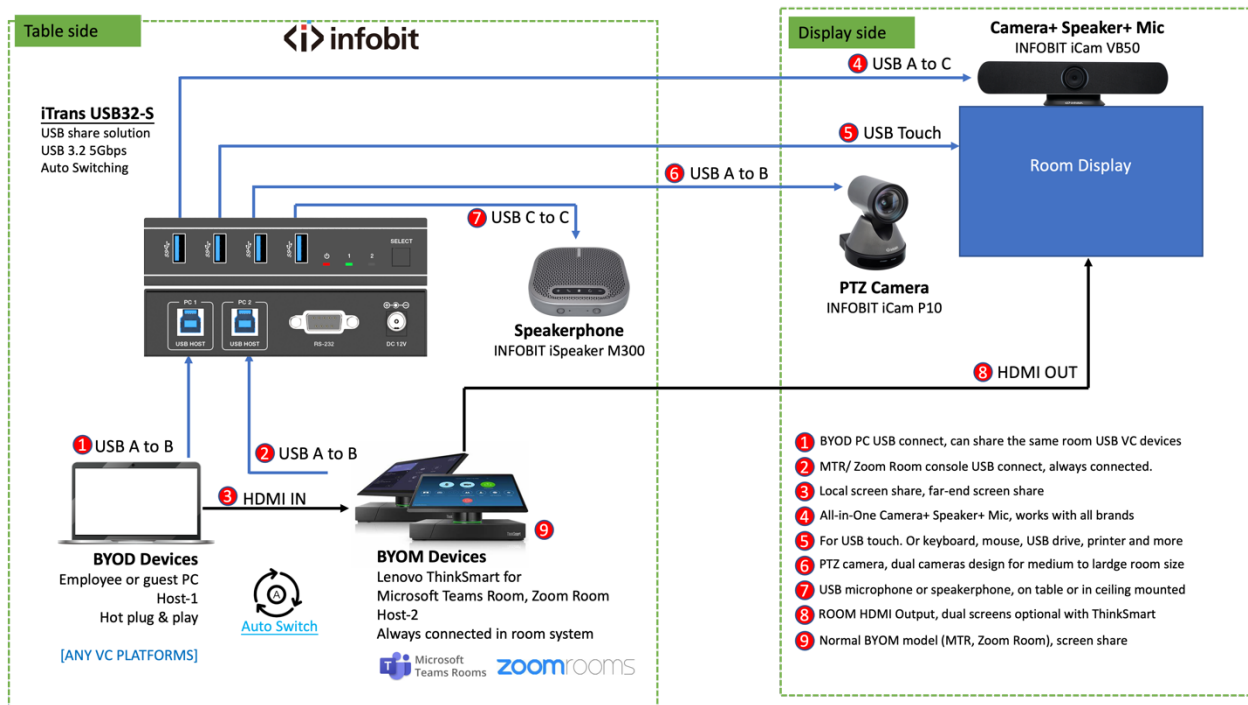 Table side
infobit
iTrans USB32-S
USB share solution
USB 3.2 5Gbps
Auto Switching
SELECT
1
2
PC 1
PC 2
USB HOST
USB HOST
RS-232
DC 12V
1 USB A to B
2 USB A to B
3 HDMI IN
BYOD Devices
Employee or guest PC
Host-1
Hot plug & play
[ANY VC PLATFORMS]
A
Auto Switch
9
BYOM Devices
Lenovo ThinkSmart for
Microsoft Teams Room, Zoom Room
Host-2
Always connected in room system
T
Microsoft
Teams Rooms
zoomrooms
7 USB C to C
Speakerphone
INFOBIT iSpeaker M300
Display side
Camera+ Speaker+ Mic
INFOBIT iCam VB50
4 USB A to C
5 USB Touch
6 USB A to B
Room Display
PTZ Camera
INFOBIT iCam P10
8 HDMI OUT
1 BYOD PC USB connect, can share the same room USB VC devices
2 MTR/ Zoom Room console USB connect, always connected.
3 Local screen share, far-end screen share
4 All-in-One Camera+ Speaker+ Mic, works with all brands
5 For USB touch. Or keyboard, mouse, USB drive, printer and more
6 PTZ camera, dual cameras design for medium to lardge room size
7 USB microphone or speakerphone, on table or in ceiling mounted
8 ROOM HDMI Output, dual screens optional with ThinkSmart
9 Normal BYOM model (MTR, Zoom Room), screen share